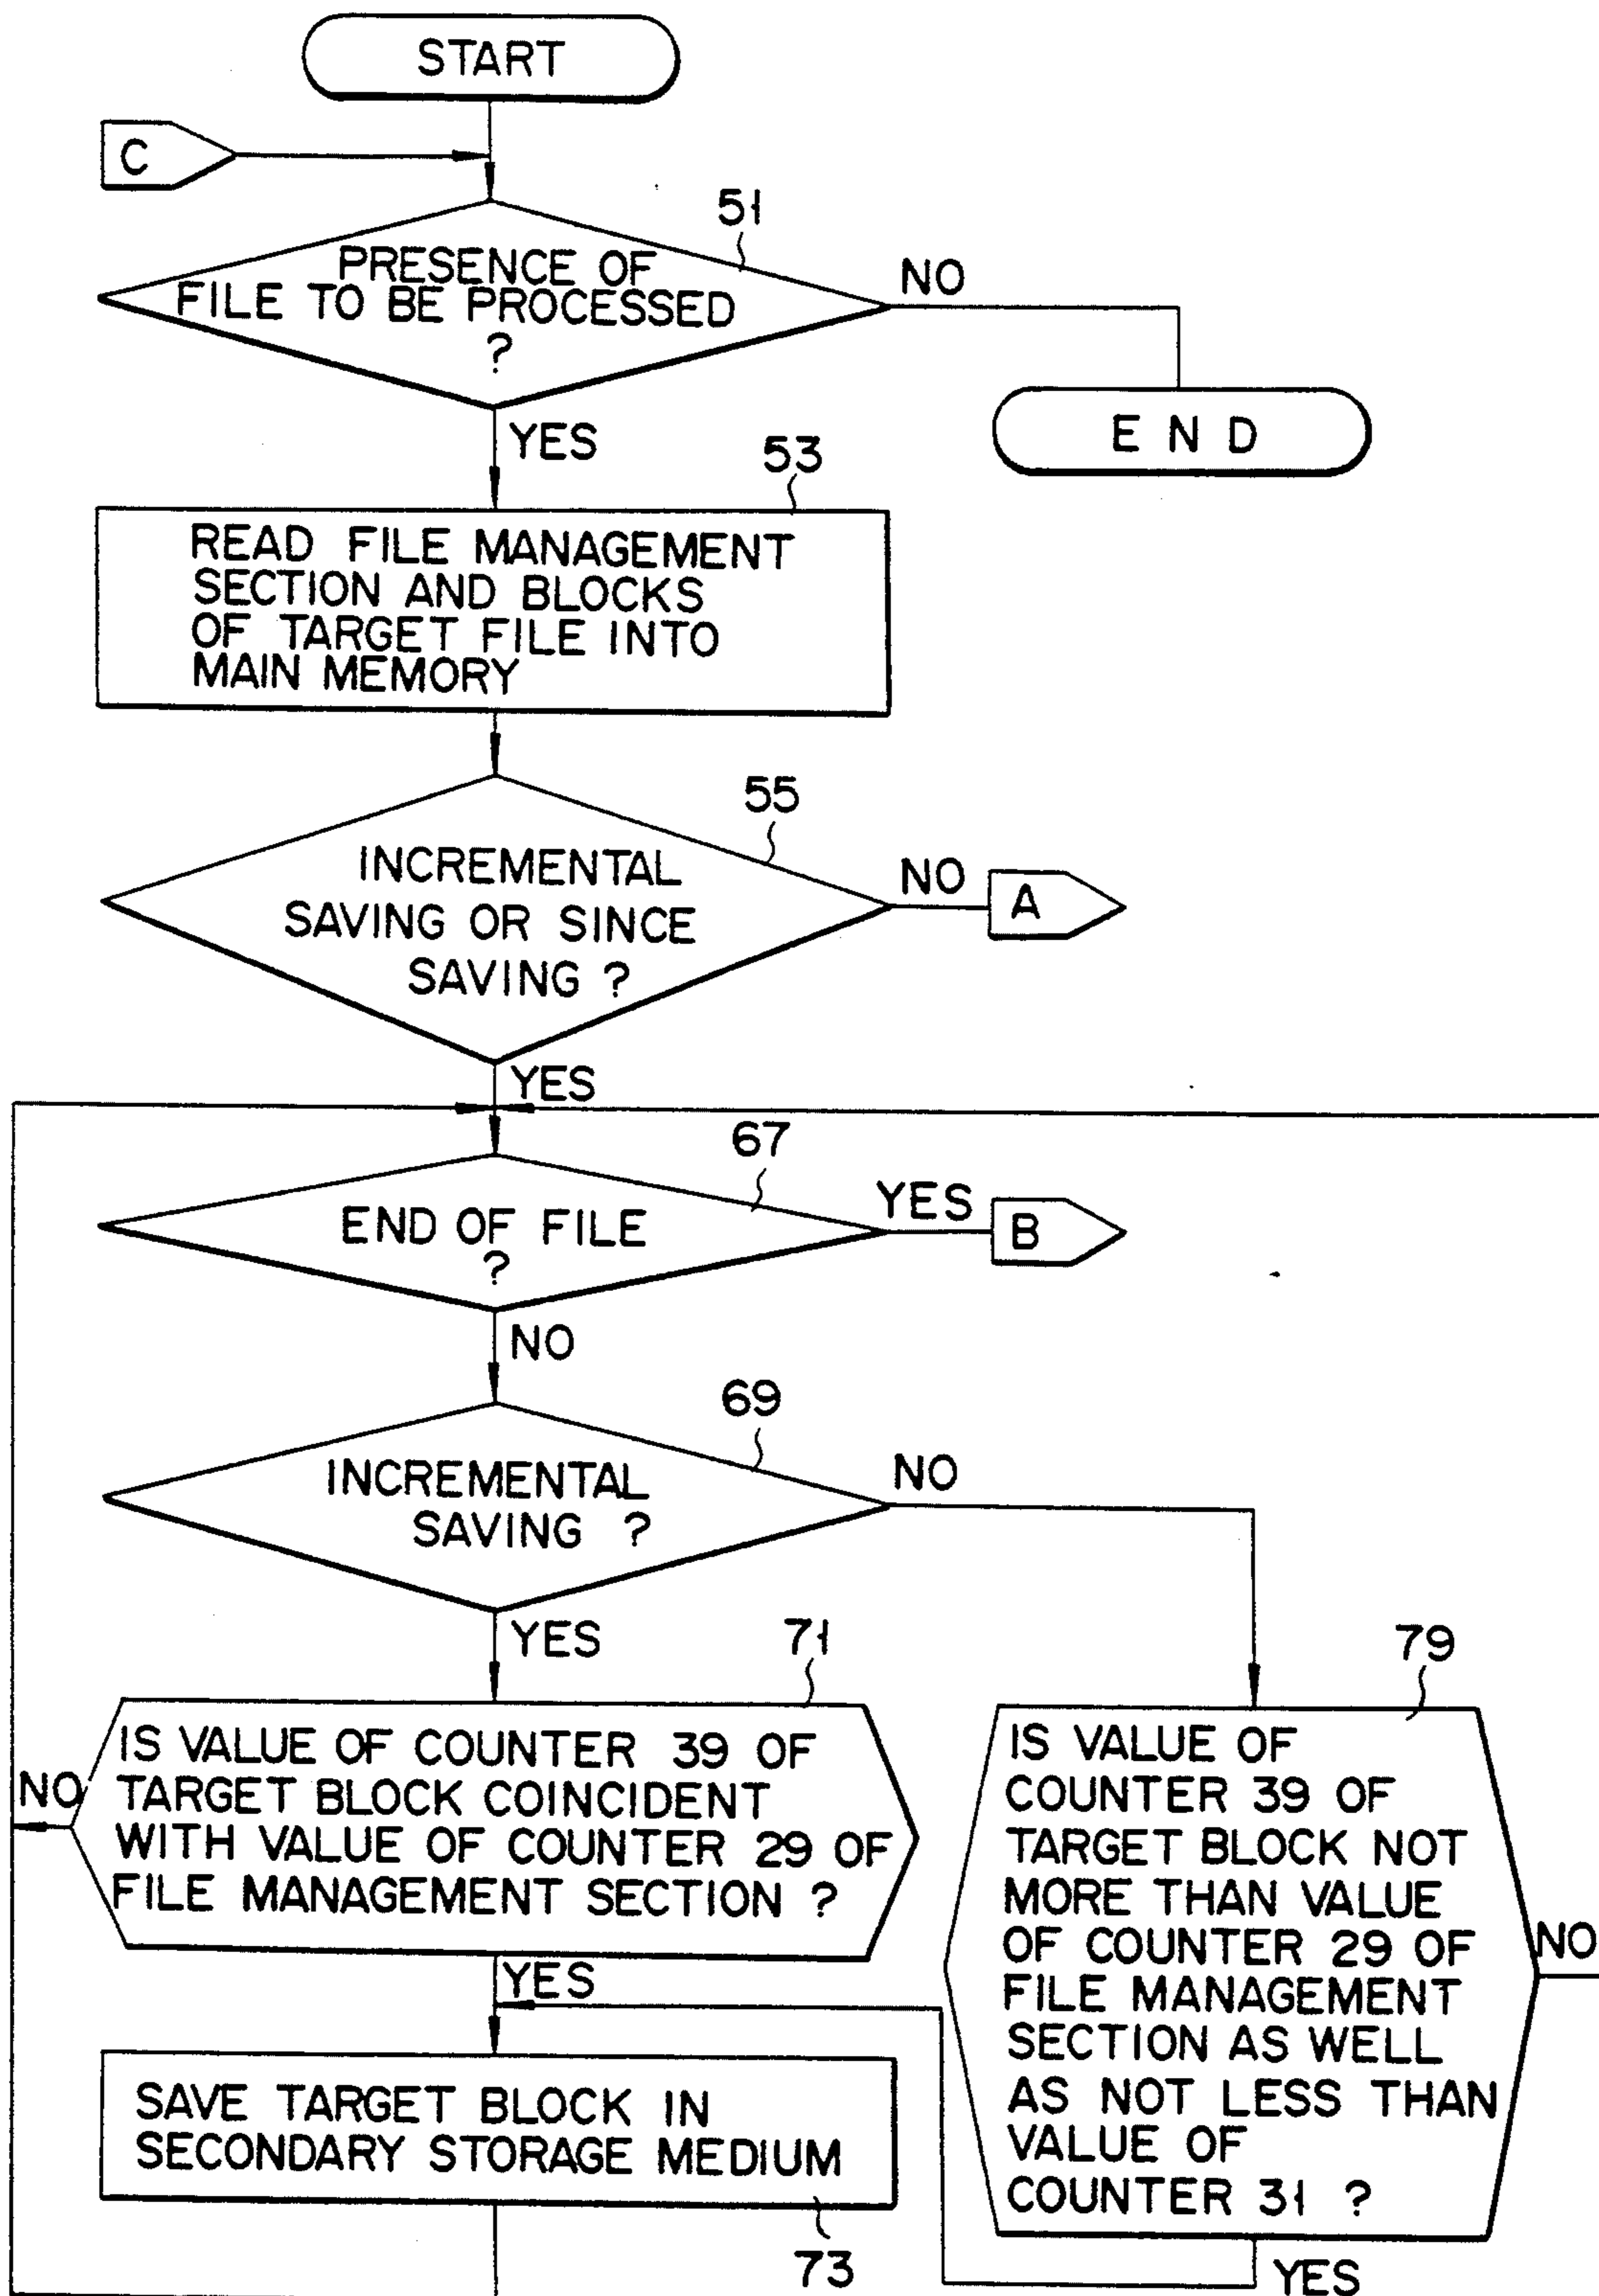 START
C
51
PRESENCE OF
FILE TO BE PROCESSED
?
NO
END
YES
53
READ FILE MANAGEMENT
SECTION AND BLOCKS
OF TARGET FILE INTO
MAIN MEMORY
55
INCREMENTAL
SAVING OR SINCE
SAVING ?
NO
A
YES
67
END OF FILE
?
YES
B
NO
69
INCREMENTAL
SAVING ?
NO
YES
71
IS VALUE OF COUNTER 39 OF
TARGET BLOCK COINCIDENT
WITH VALUE OF COUNTER 29 OF
FILE MANAGEMENT SECTION ?
NO
YES
79
IS VALUE OF
COUNTER 39 OF
TARGET BLOCK NOT
MORE THAN VALUE
OF COUNTER 29 OF
FILE MANAGEMENT
SECTION AS WELL
AS NOT LESS THAN
VALUE OF
COUNTER 31 ?
NO
YES
SAVE TARGET BLOCK IN
SECONDARY STORAGE MEDIUM
73